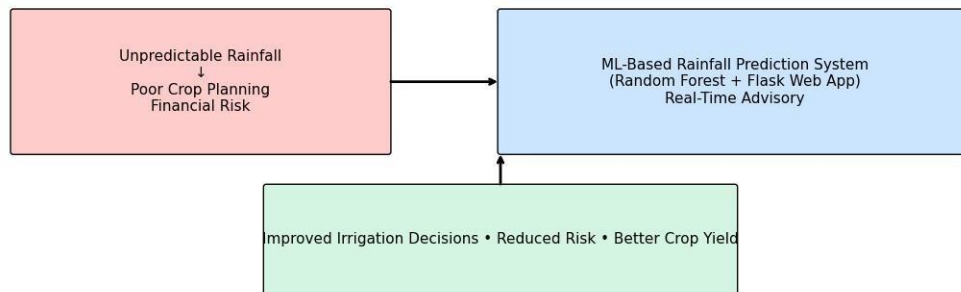 Unpredictable Rainfall
↓
Poor Crop Planning
Financial Risk
ML-Based Rainfall Prediction System
(Random Forest + Flask Web App)
Real-Time Advisory
Improved Irrigation Decisions • Reduced Risk • Better Crop Yield